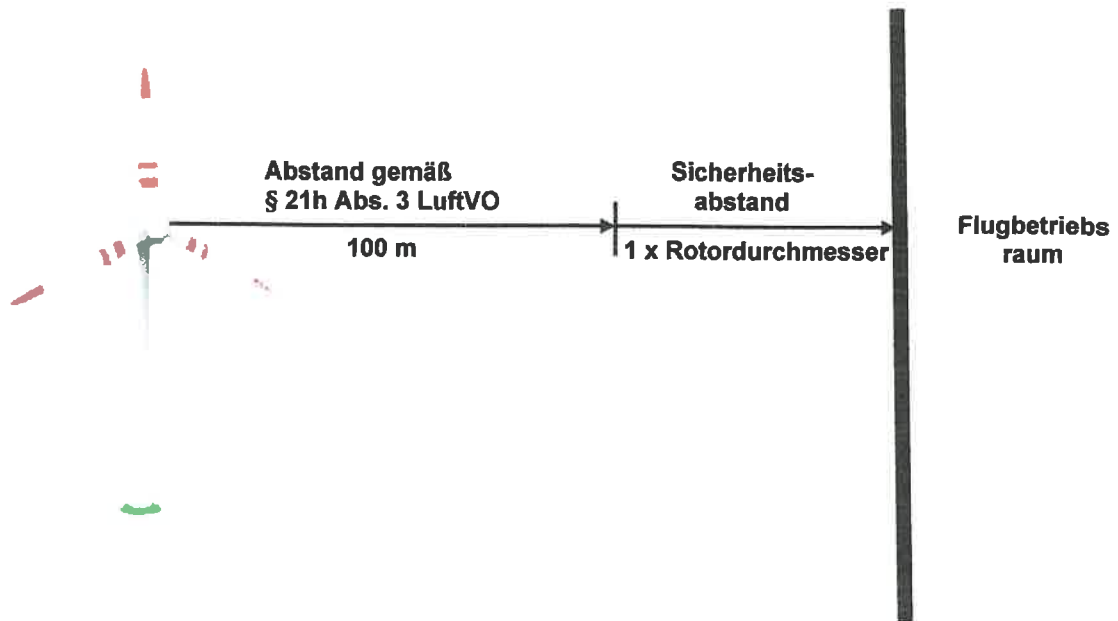 Abstand gemäß
§ 21h Abs. 3 LuftVO
100 m
Sicherheits-
abstand
1 x Rotordurchmesser
Flugbetriebs
raum